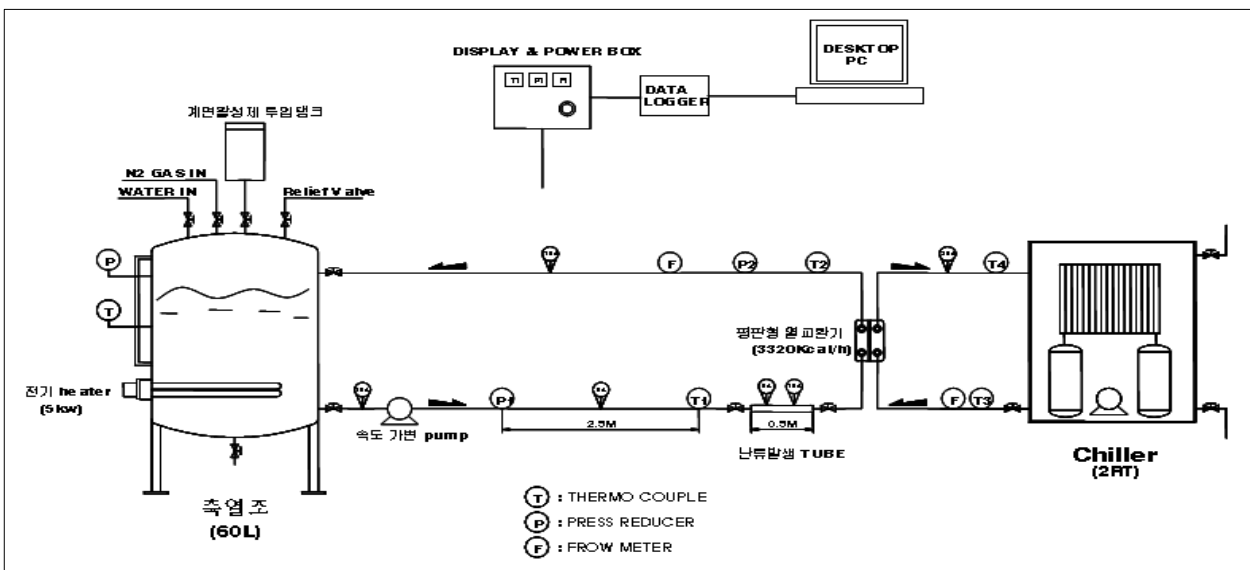 DISPLAY & POWER BOX
DESKTOP
PC
DATA
LOGGER
계면활성제 투입탱크
N2 GAS IN
WATER IN
Relief Valve
P
T
F
P2
T2
T4
평판형 열교환기
(3320Kcal/h)
전기 heater
(5kw)
P1
T1
F
T3
2.5M
0.5M
속도 가변 pump
난류발생 TUBE
Chiller
(2RT)
축열조
(60L)
T : THERMO COUPLE
P : PRESS REDUCER
F : FROW METER